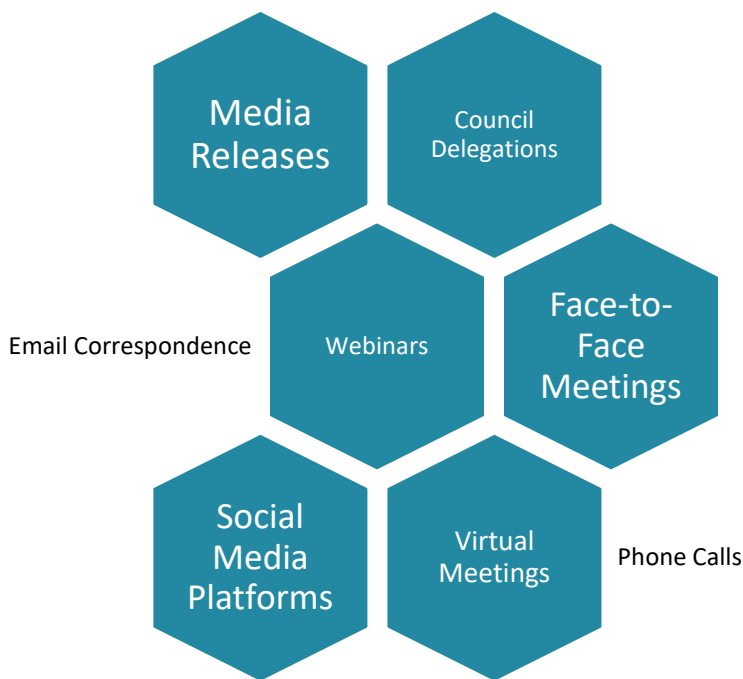 Media
Releases
Council
Delegations
Email Correspondence
Webinars
Face-to-
Face
Meetings
Social
Media
Platforms
Virtual
Meetings
Phone Calls